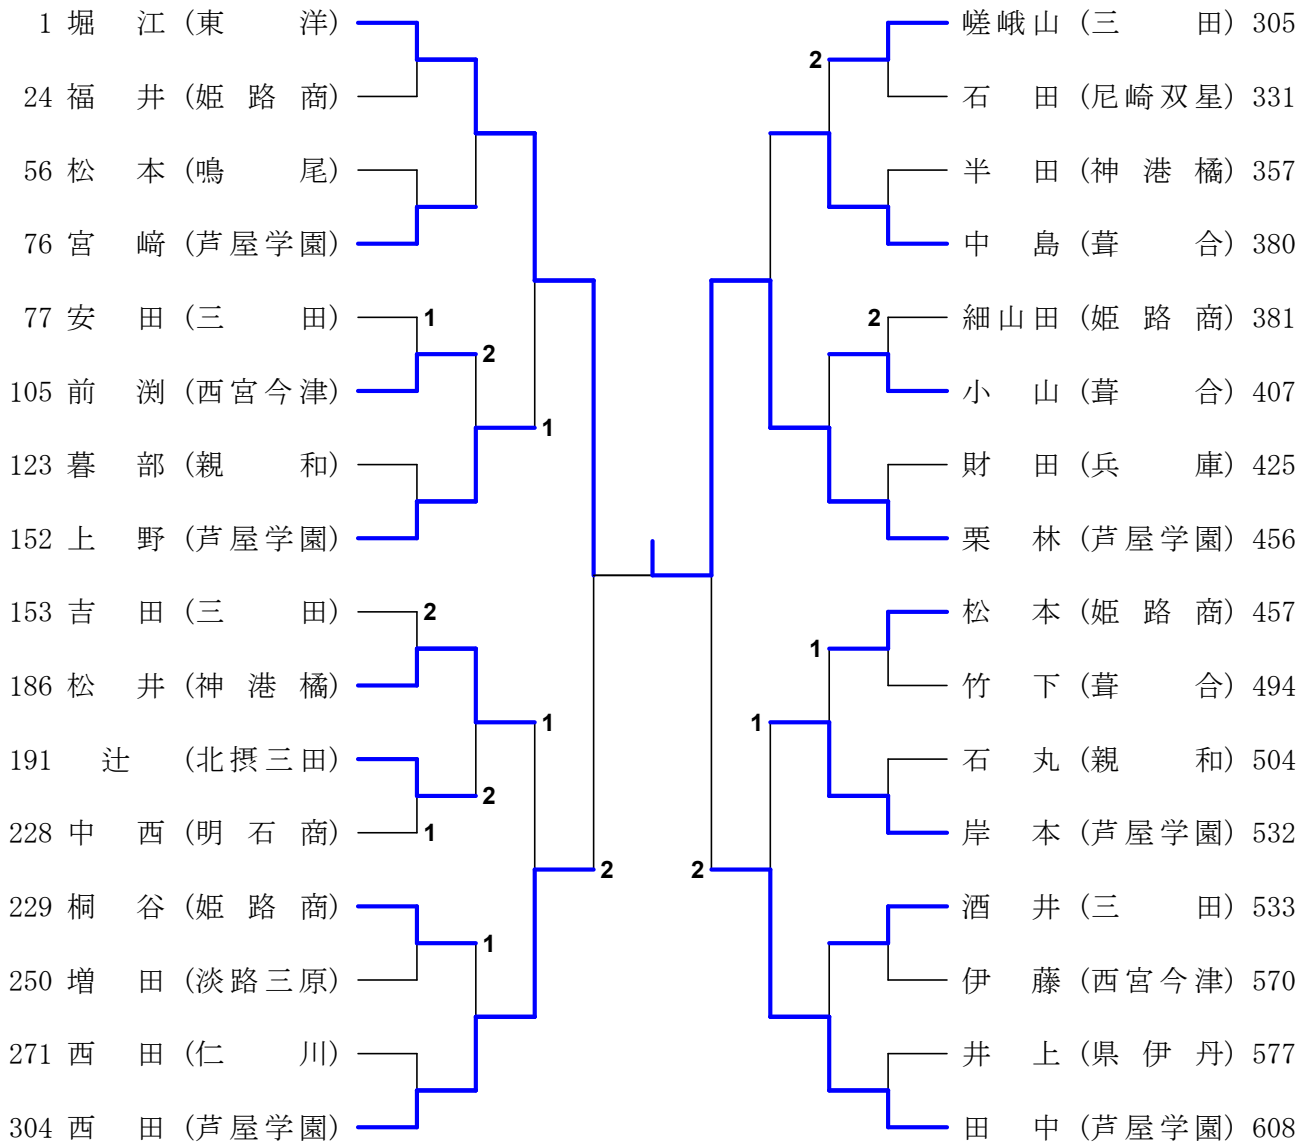 1 堀 江 (東 洋)
24 福 井 (姫 路 商)
56 松 本 (鳴 尾)
76 宮 﨑 (芦屋学園)
77 安 田 (三 田) 1
2
105 前 渕 (西宮今津)
1
123 暮 部 (親 和)
152 上 野 (芦屋学園)
153 吉 田 (三 田) 2
186 松 井 (神 港 橘)
1
191 辻 (北摂三田)
2
228 中 西 (明 石 商) 1
2
229 桐 谷 (姫 路 商)
1
250 増 田 (淡路三原)
271 西 田 (仁 川)
304 西 田 (芦屋学園)
嵯峨山 (三 田) 305
2
石 田 (尼崎双星) 331
半 田 (神 港 橘) 357
中 島 (葺 合) 380
2 細山田 (姫 路 商) 381
小 山 (葺 合) 407
財 田 (兵 庫) 425
栗 林 (芦屋学園) 456
松 本 (姫 路 商) 457
1
竹 下 (葺 合) 494
1
石 丸 (親 和) 504
岸 本 (芦屋学園) 532
2
酒 井 (三 田) 533
伊 藤 (西宮今津) 570
井 上 (県 伊 丹) 577
田 中 (芦屋学園) 608